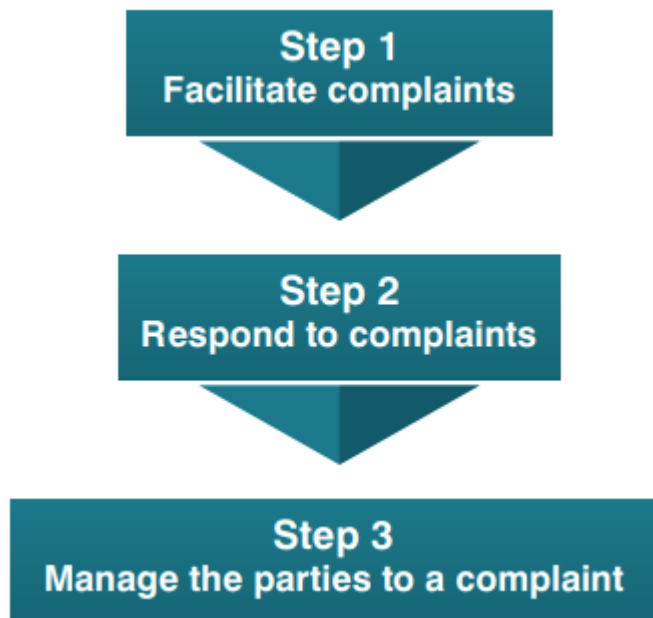 Step 1
Facilitate complaints
Step 2
Respond to complaints
Step 3
Manage the parties to a complaint